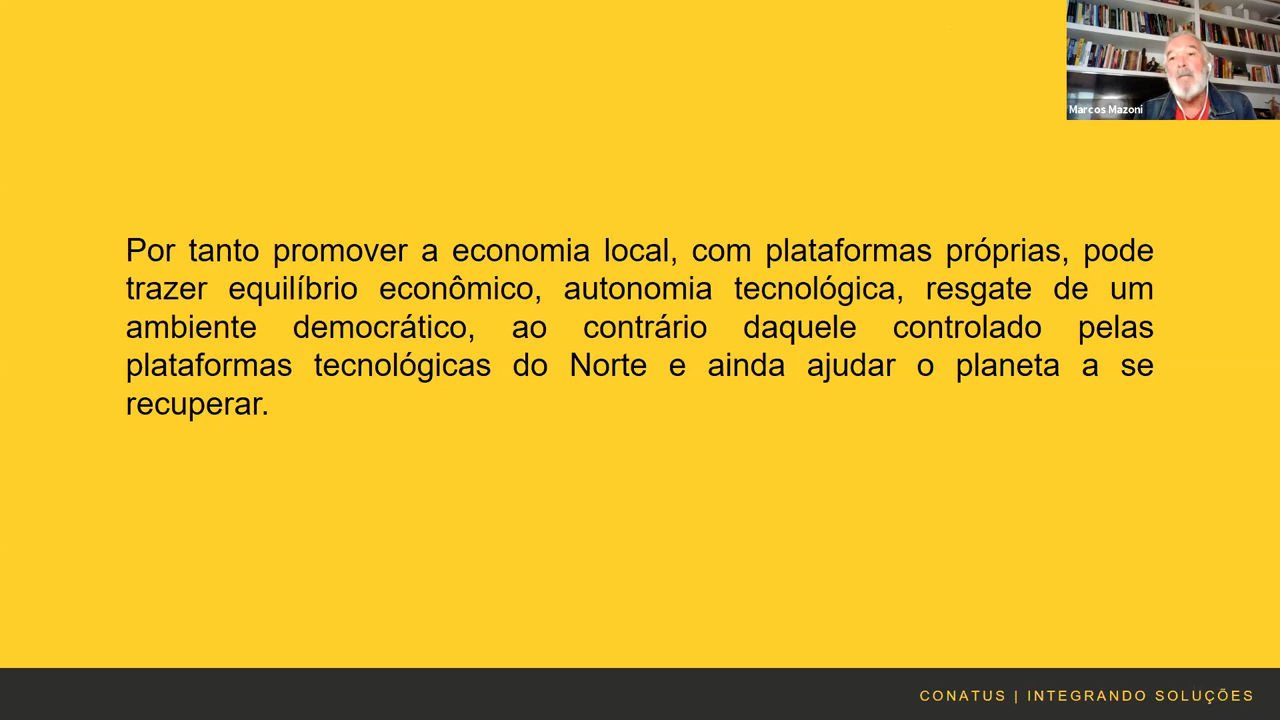 Marcos Mazoni
Por tanto promover a economia local, com plataformas próprias, pode
trazer equilíbrio econômico, autonomia tecnológica, resgate de um
ambiente democrático, ao contrário daquele controlado pelas
plataformas tecnológicas do Norte e ainda ajudar o planeta a se
recuperar.
CONATUS | INTEGRANDO SOLUÇÕES